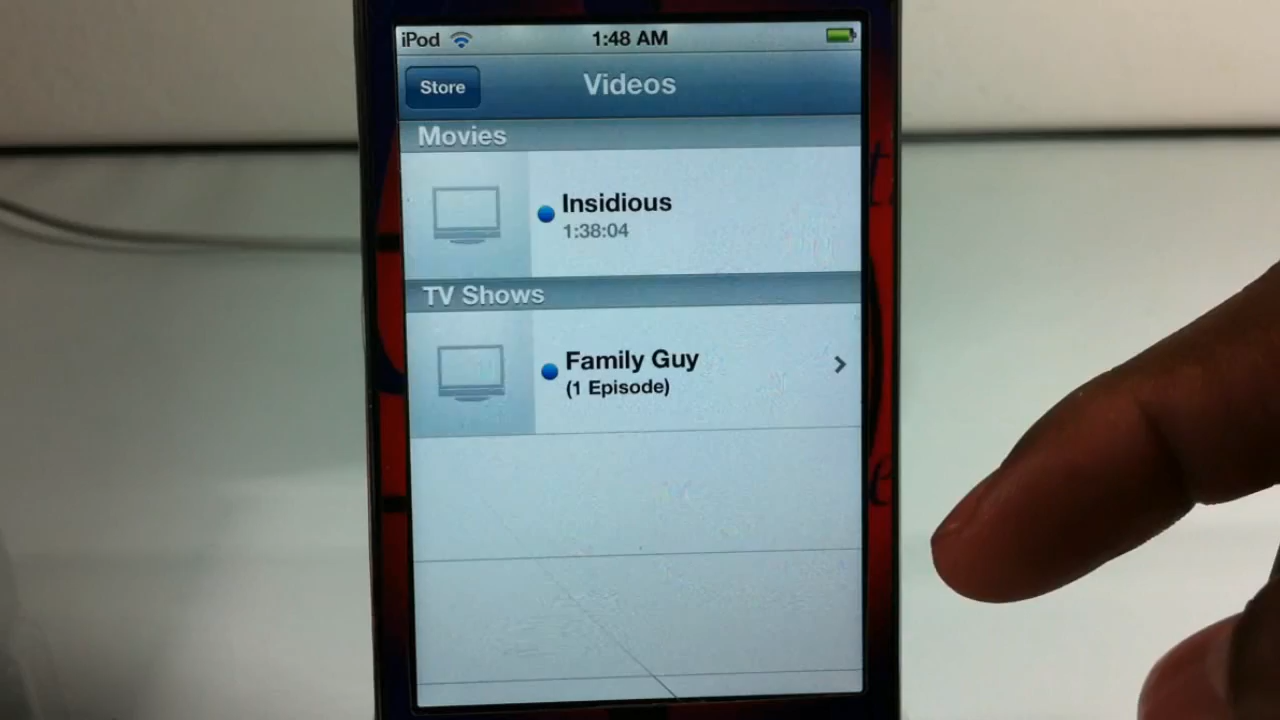 iPod
1:48 AM
Store
Videos
Movies
Insidious
1:38:04
TV Shows
Family Guy
(1 Episode)